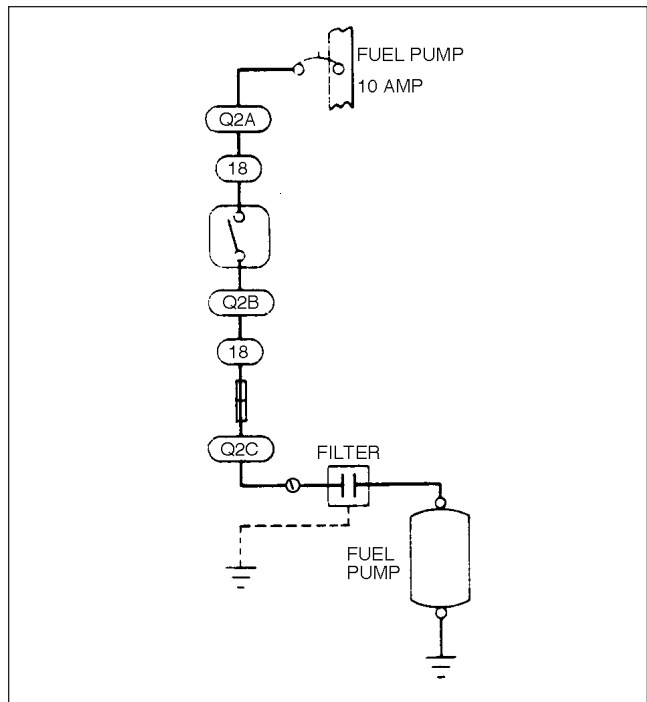 FUEL PUMP
10 AMP
Q2A
18
Q2B
18
Q2C
FILTER
FUEL
PUMP